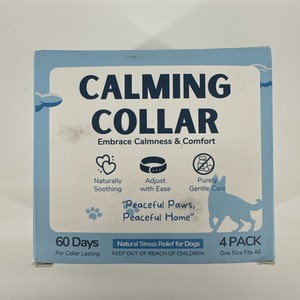 CALMING
COLLAR
Embrace Calmness & Comfort
Naturally Soothing
Adjust with Ease
Purely Gentle Care
"Peaceful Paws,
Peaceful Home"
60 Days
Per Collar Lasting
Natural Stress Relief for Dogs
KEEP OUT OF REACH OF CHILDREN
4 PACK
One Size Fits All